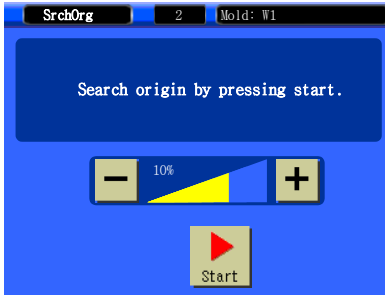 SrchOrg 2 Mold: W1
Search origin by pressing start.
10%
− +
Start